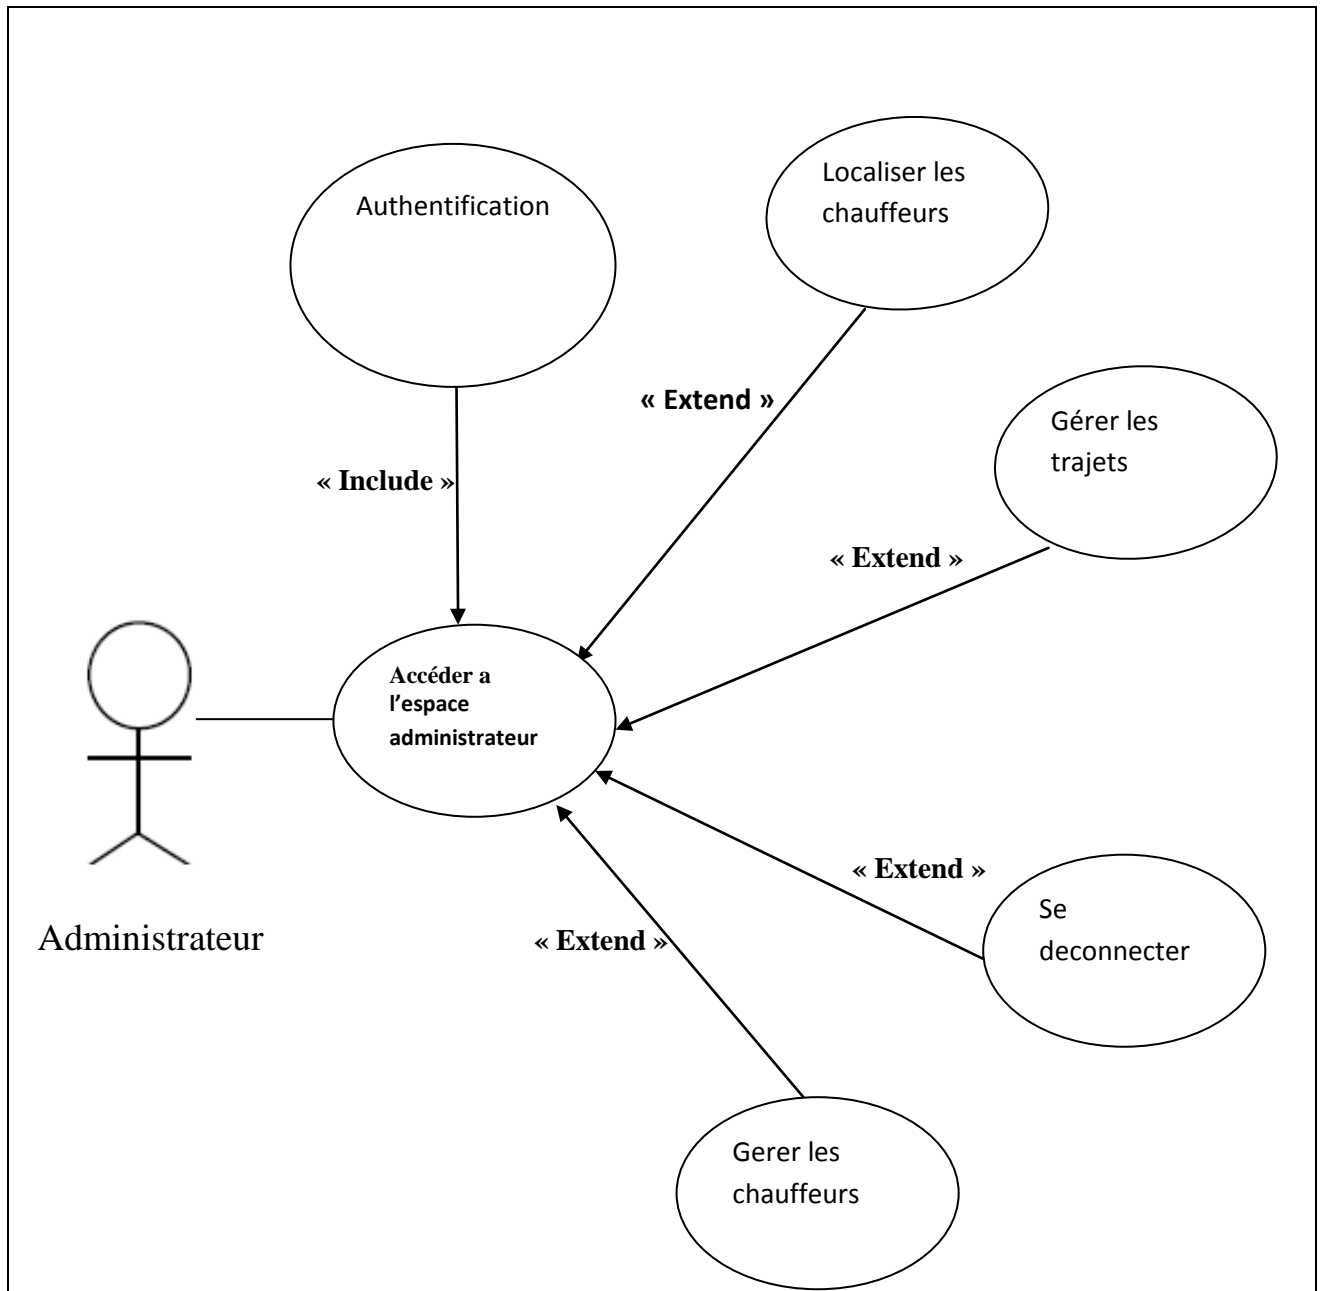 Authentification
Localiser les
chauffeurs
« Extend »
Gérer les
trajets
« Include »
« Extend »
Accéder a
l’espace
administrateur
« Extend »
Se
deconnecter
Administrateur
« Extend »
Gerer les
chauffeurs